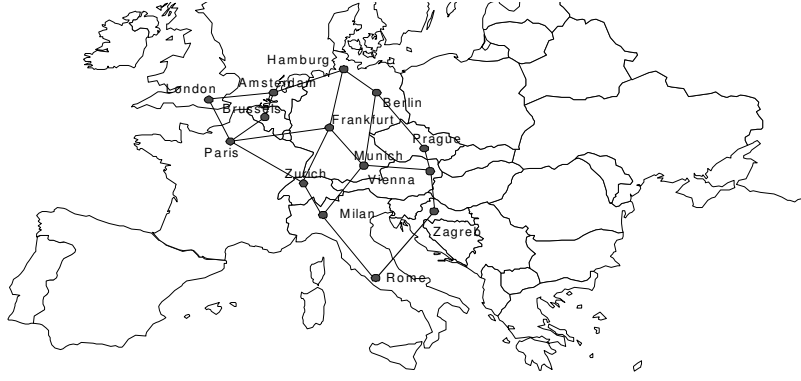 Hamburg
London
Amsterdam
Berlin
Brussels
Frankfurt
Prague
Paris
Munich
Zurich
Vienna
Milan
Zagreb
Rome